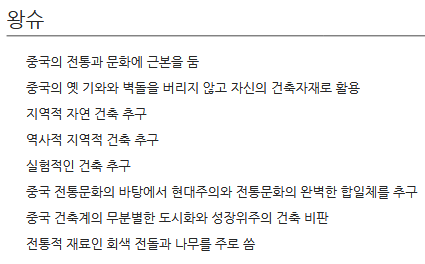 왕슈
중국의 전통과 문화에 근본을 둠
중국의 옛 기와와 벽돌을 버리지 않고 자신의 건축자재로 활용
지역적 자연 건축 추구
역사적 지역적 건축 추구
실험적인 건축 추구
중국 전통문화의 바탕에서 현대주의와 전통문화의 완벽한 합일체를 추구
중국 건축계의 무분별한 도시화와 성장위주의 건축 비판
전통적 재료인 회색 전돌과 나무를 주로 씀